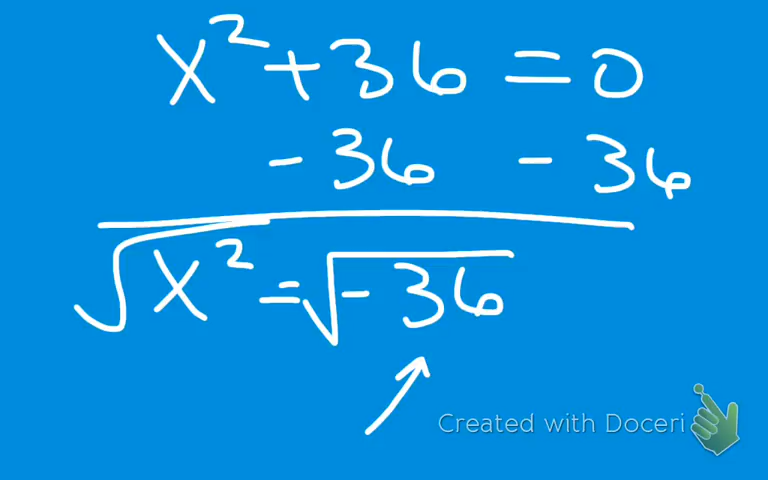 x²+36=0
-36 -36
√x²=√-36
Created with Doceri